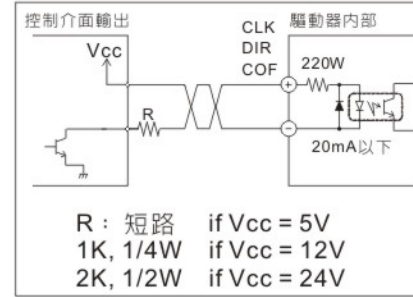 控制介面輸出
CLK
DIR
COF
驅動器内部
Vcc
220W
R
20mA以下
R： 短路 if Vcc = 5V
1K, 1/4W if Vcc = 12V
2K, 1/2W if Vcc = 24V